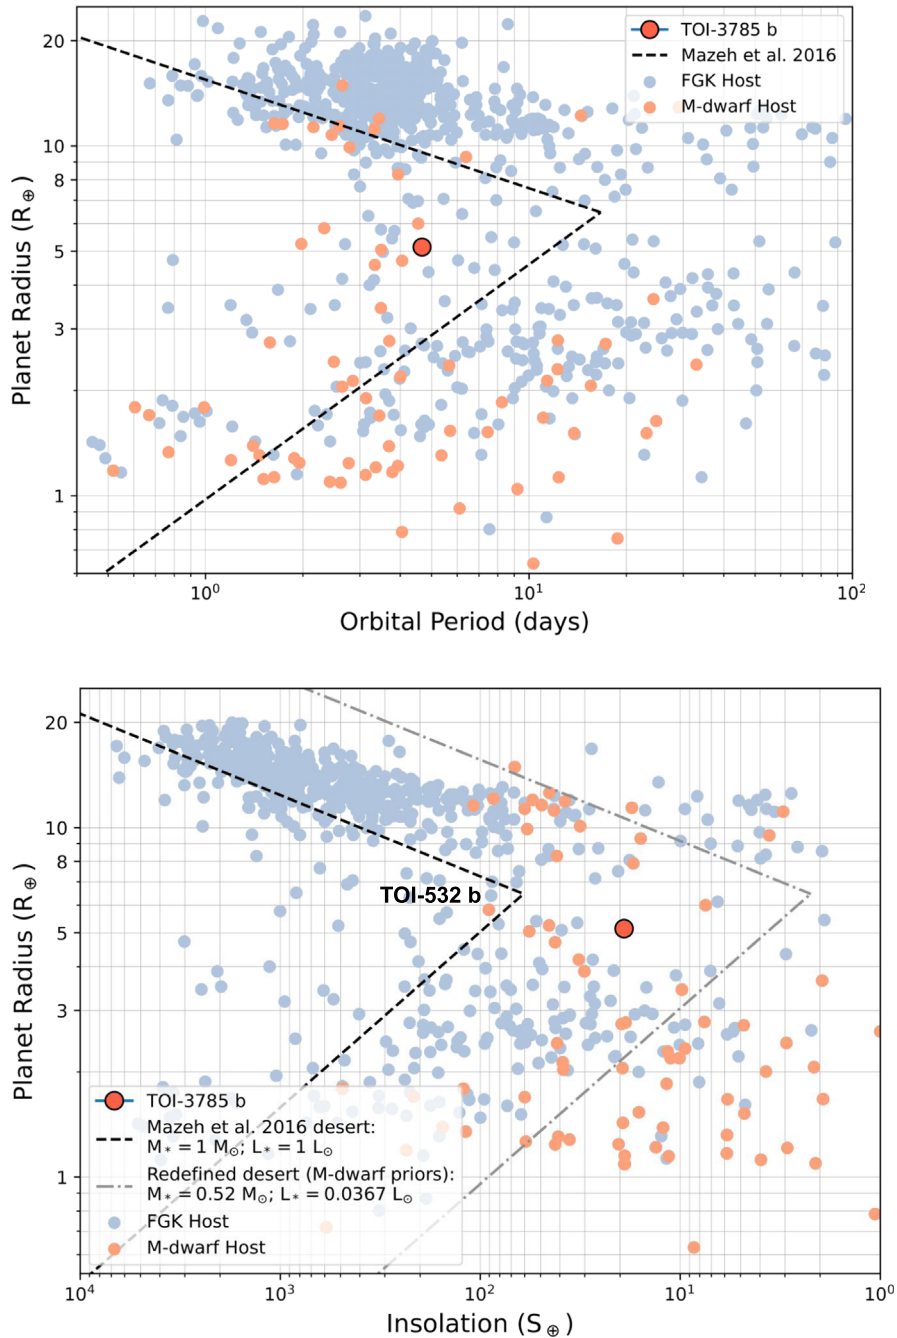 20
10
8
5
3
1
Planet Radius (R⊕)
10⁰
10¹
10²
Orbital Period (days)
TOI-3785 b
Mazeh et al. 2016
FGK Host
M-dwarf Host
20
10
8
5
3
1
Planet Radius (R⊕)
TOI-532 b
TOI-3785 b
Mazeh et al. 2016 desert:
M* = 1 M⊙; L* = 1 L⊙
Redefined desert (M-dwarf priors):
M* = 0.52 M⊙; L* = 0.0367 L⊙
FGK Host
M-dwarf Host
10⁴
10³
10²
10¹
10⁰
Insolation (S⊕)